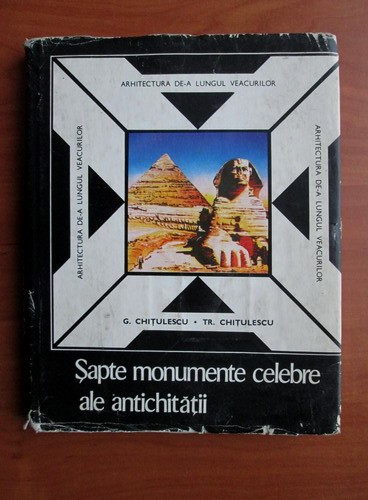 ARHITECTURA DE-A LUNGUL VEACURILOR
ARHITECTURA DE-A LUNGUL VEACURILOR
ARHITECTURA DE-A LUNGUL VEACURILOR
G. CHIȚULESCU • TR. CHIȚULESCU
Șapte monumente celebre
ale antichității